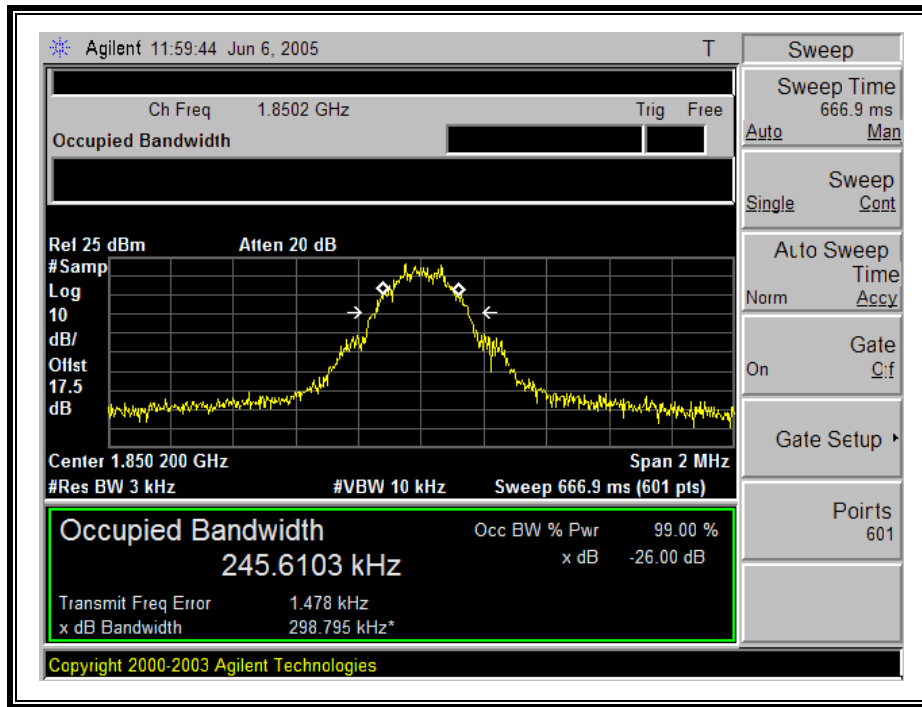 Agilent 11:59:44 Jun 6, 2005 T
Ch Freq 1.8502 GHz Trig Free
Occupied Bandwidth
Ref 25 dBm Atten 20 dB
#Samp
Log
10
dB/
Offst
17.5
dB
Center 1.850 200 GHz Span 2 MHz
#Res BW 3 kHz #VBW 10 kHz Sweep 666.9 ms (601 pts)
Occupied Bandwidth Occ BW % Pwr 99.00 %
245.6103 kHz x dB -26.00 dB
Transmit Freq Error 1.478 kHz
x dB Bandwidth 298.795 kHz*
Copyright 2000-2003 Agilent Technologies
Sweep
Sweep Time
666.9 ms
Auto Man
Sweep
Single Cont
Auto Sweep
Time
Norm Accy
Gate
On Off
Gate Setup
Points
601